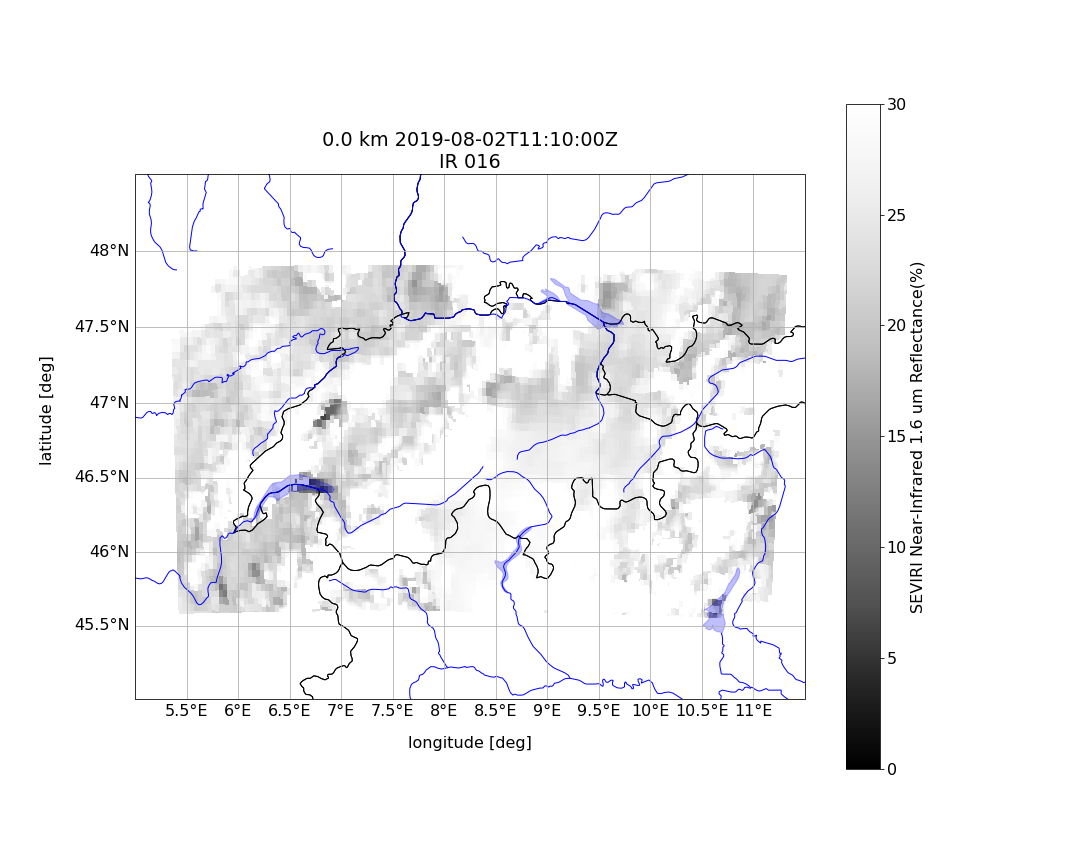 0.0 km 2019-08-02T11:10:00Z
IR 016
48°N
47.5°N
47°N
46.5°N
46°N
45.5°N
latitude [deg]
5.5°E 6°E 6.5°E 7°E 7.5°E 8°E 8.5°E 9°E 9.5°E 10°E 10.5°E 11°E
longitude [deg]
30
25
20
15
10
5
0
SEVIRI Near-Infrared 1.6 um Reflectance(%)